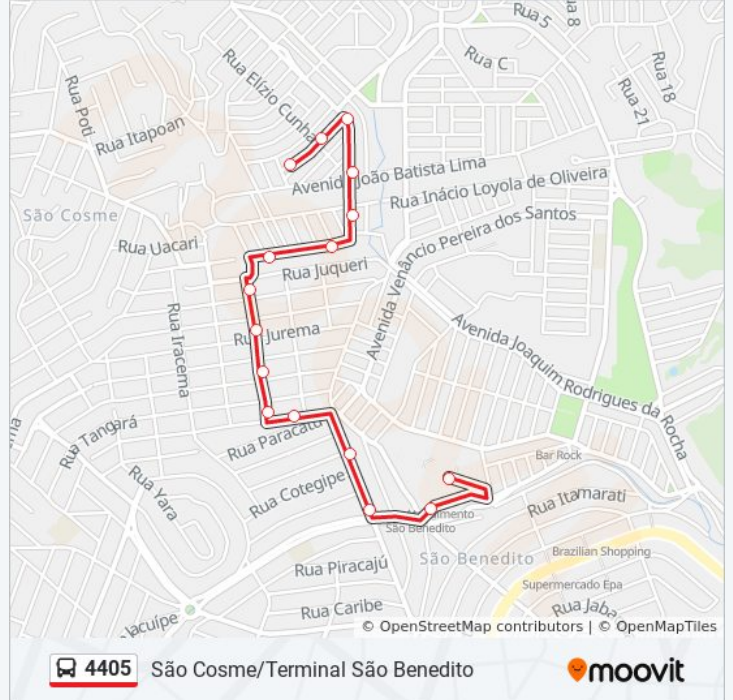 Rua 5
Rua 8
Rua C
Rua Elízio Cunha
Rua 18
Rua 21
Rua Poti
Rua Itapoan
Avenida João Batista Lima
Rua Inácio Loyola de Oliveira
São Cosme
Avenida Venâncio Pereira dos Santos
Rua Uacari
Rua Juqueri
Rua Iracema
Rua Jurema
Avenida Joaquim Rodrigues da Rocha
Rua Tangará
Rua Paracatu
Bar Rock
Rua Yara
Rua Cotegipe
Rua Itamarati
São Benedito
São Benedito
Brazilian Shopping
Rua Piracajú
Supermercado Epa
Rua Caribe
© OpenStreetMap contributors | © OpenMapTiles
4405 São Cosme/Terminal São Benedito
moovit